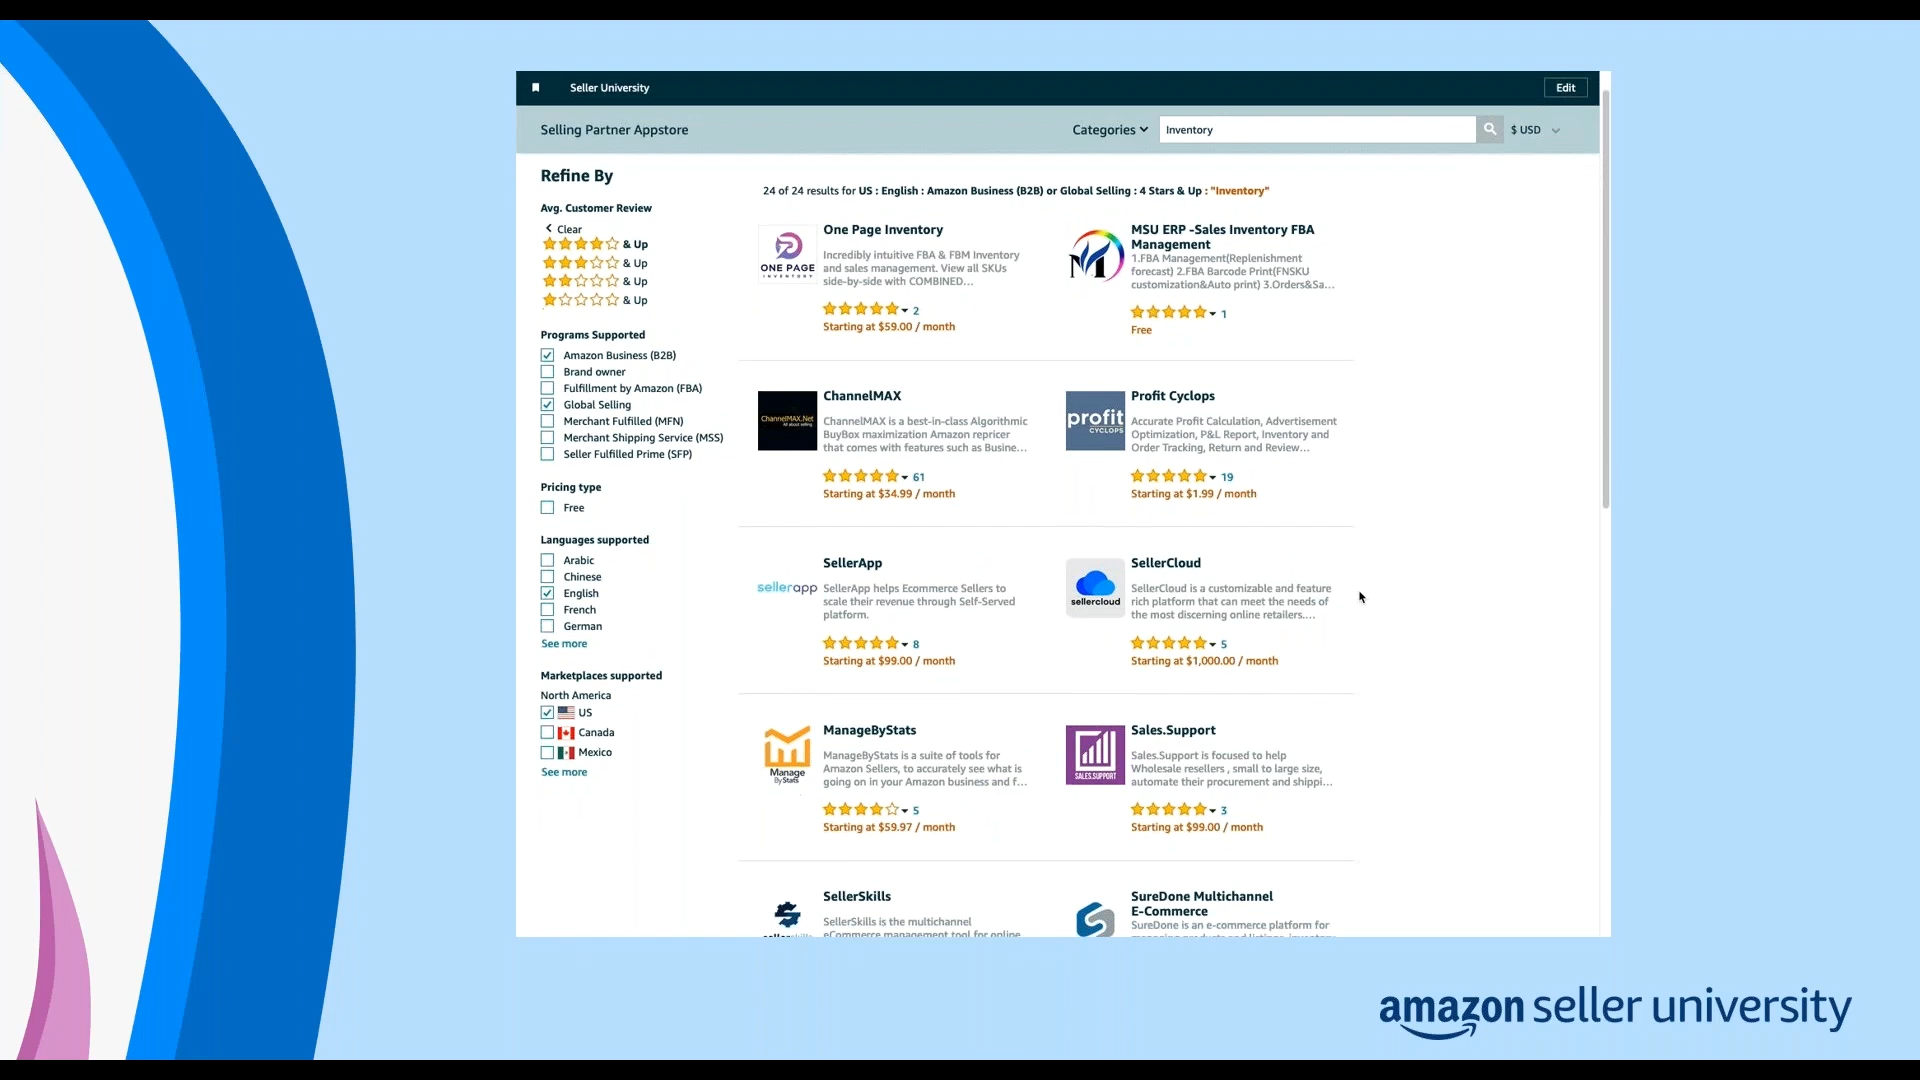 Seller University
Edit
Selling Partner Appstore
Categories
Inventory
$ USD
Refine By
Avg. Customer Review
Clear
& Up
& Up
& Up
& Up
Programs Supported
Amazon Business (B2B)
Brand owner
Fulfillment by Amazon (FBA)
Global Selling
Merchant Fulfilled (MFN)
Merchant Shipping Service (MSS)
Seller Fulfilled Prime (SFP)
Pricing type
Free
Languages supported
Arabic
Chinese
English
French
German
See more
Marketplaces supported
North America
US
Canada
Mexico
See more
24 of 24 results for US : English : Amazon Business (B2B) or Global Selling : 4 Stars & Up : "Inventory"
ONE PAGE
INVENTORY
One Page Inventory
Incredibly intuitive FBA & FBM Inventory
and sales management. View all SKUs
side-by-side with COMBINED...
2
Starting at $59.00 / month
M
MSU ERP -Sales Inventory FBA
Management
1.FBA Management(Replenishment
forecast) 2.FBA Barcode Print(FNSKU
customization&Auto print) 3.Orders&Sa...
1
Free
ChannelMAX.Net
All about selling
ChannelMAX
ChannelMAX is a best-in-class Algorithmic
BuyBox maximization Amazon repricer
that comes with features such as Busine...
61
Starting at $34.99 / month
profit
CYCLOPS
Profit Cyclops
Accurate Profit Calculation, Advertisement
Optimization, P&L Report, Inventory and
Order Tracking, Return and Review...
19
Starting at $1.99 / month
sellerapp
SellerApp
SellerApp helps Ecommerce Sellers to
scale their revenue through Self-Served
platform.
8
Starting at $99.00 / month
sellercloud
SellerCloud
SellerCloud is a customizable and feature
rich platform that can meet the needs of
the most discerning online retailers....
5
Starting at $1,000.00 / month
Manage
By Stats
ManageByStats
ManageByStats is a suite of tools for
Amazon Sellers, to accurately see what is
going on in your Amazon business and f...
5
Starting at $59.97 / month
SALES.SUPPORT
Sales.Support
Sales.Support is focused to help
Wholesale resellers , small to large size,
automate their procurement and shippi...
3
Starting at $99.00 / month
SellerSkills
SellerSkills is the multichannel
eCommerce management tool for online
SureDone Multichannel
E-Commerce
SureDone is an e-commerce platform for
amazon seller university